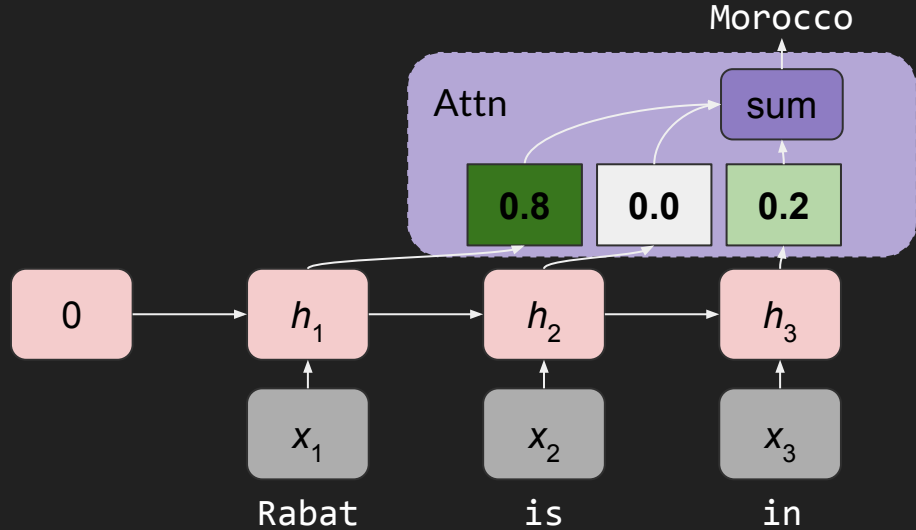 Morocco
Attn
sum
0.8 0.0 0.2
0 h₁ h₂ h₃
x₁ x₂ x₃
Rabat is in